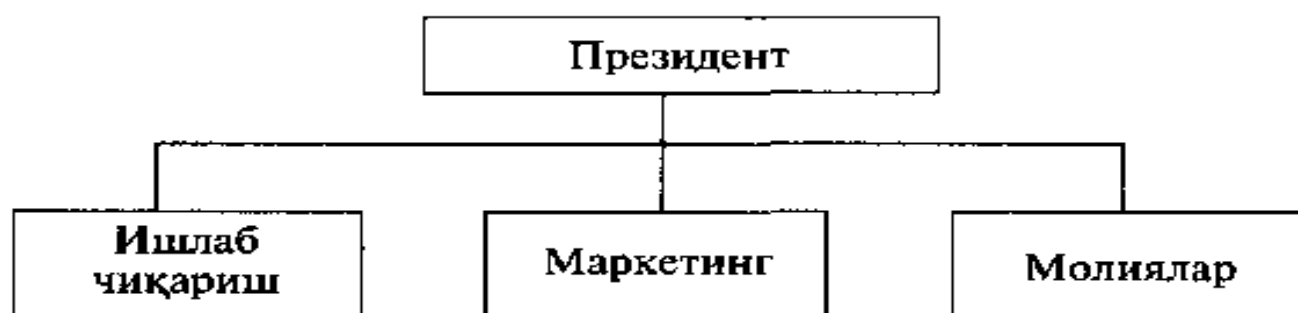 Президент
Ишлаб
чиқариш
Маркетинг
Молиялар